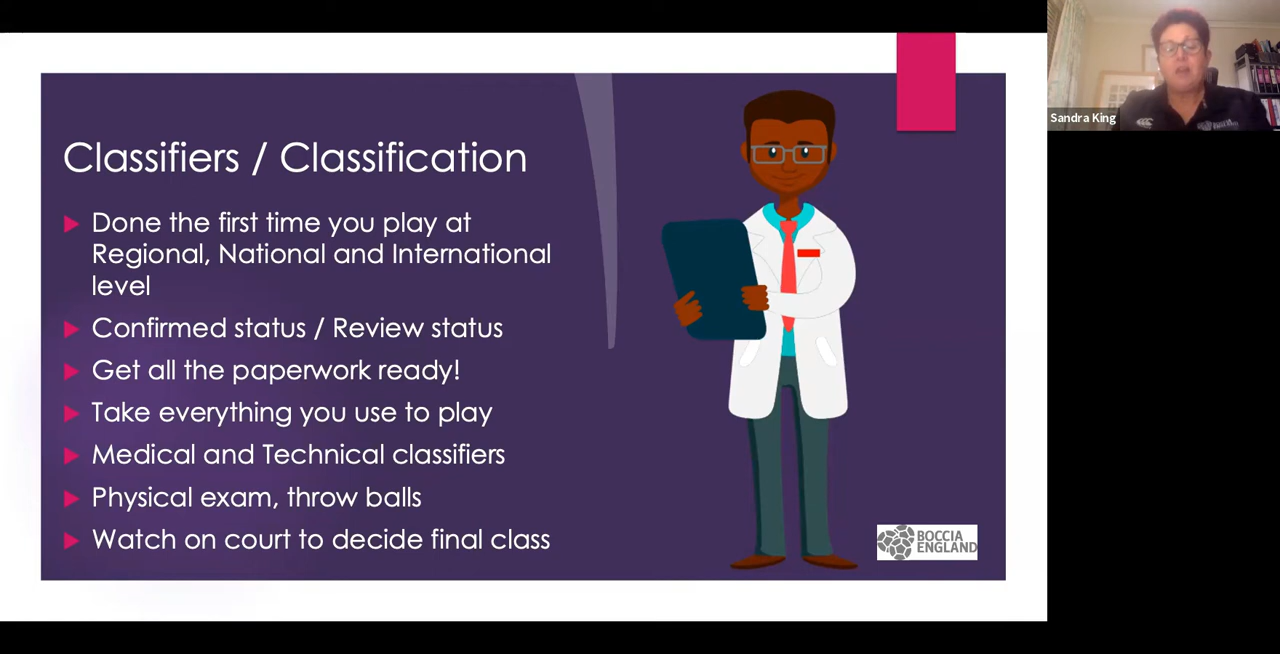 Sandra King
Classifiers / Classification
Done the first time you play at
Regional, National and International
level
Confirmed status / Review status
Get all the paperwork ready!
Take everything you use to play
Medical and Technical classifiers
Physical exam, throw balls
Watch on court to decide final class
BOCCIA
ENGLAND